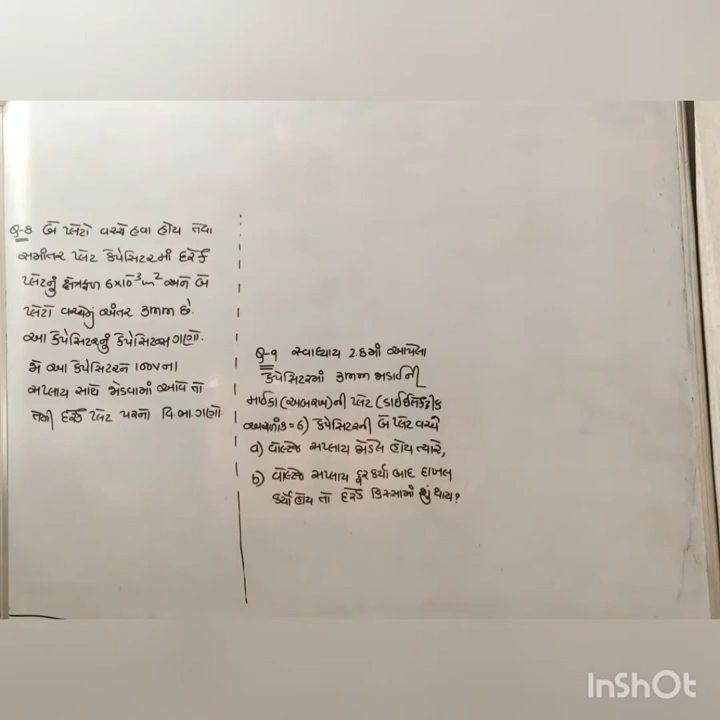 Q-8 બે પ્લેટો વચ્ચે હવા હોય તેવા
સમાંતર પ્લેટ કેપેસિટરમાં દરેક
પ્લેટનું ક્ષેત્રફળ 6×10⁻³m² અને બે
પ્લેટો વચ્ચેનું અંતર 3mm છે.
આ કેપેસિટરનું કેપેસિટન્સ ગણો.
જો આ કેપેસિટરને 100V ના
સપ્લાય સાથે જોડવામાં આવે તો
તેની દરેક પ્લેટ પરનો વિ.ભા.ગણો.
Q-9 સ્વાધ્યાય 2.8માં આપેલા
કેપેસિટરમાં 3mm જાડાઈની
માઈકા (અબરખ)ની પ્લેટ (ડાઈઈલેક્ટ્રીક
અચળાંક = 6) કેપેસિટરની બે પ્લેટ વચ્ચે
a) વોલ્ટેજ સપ્લાય જોડેલ હોય ત્યારે,
b) વોલ્ટેજ સપ્લાય દૂર કર્યા બાદ દાખલ
કર્યો હોય તો દરેક કિસ્સામાં શું થાય?
InShOt